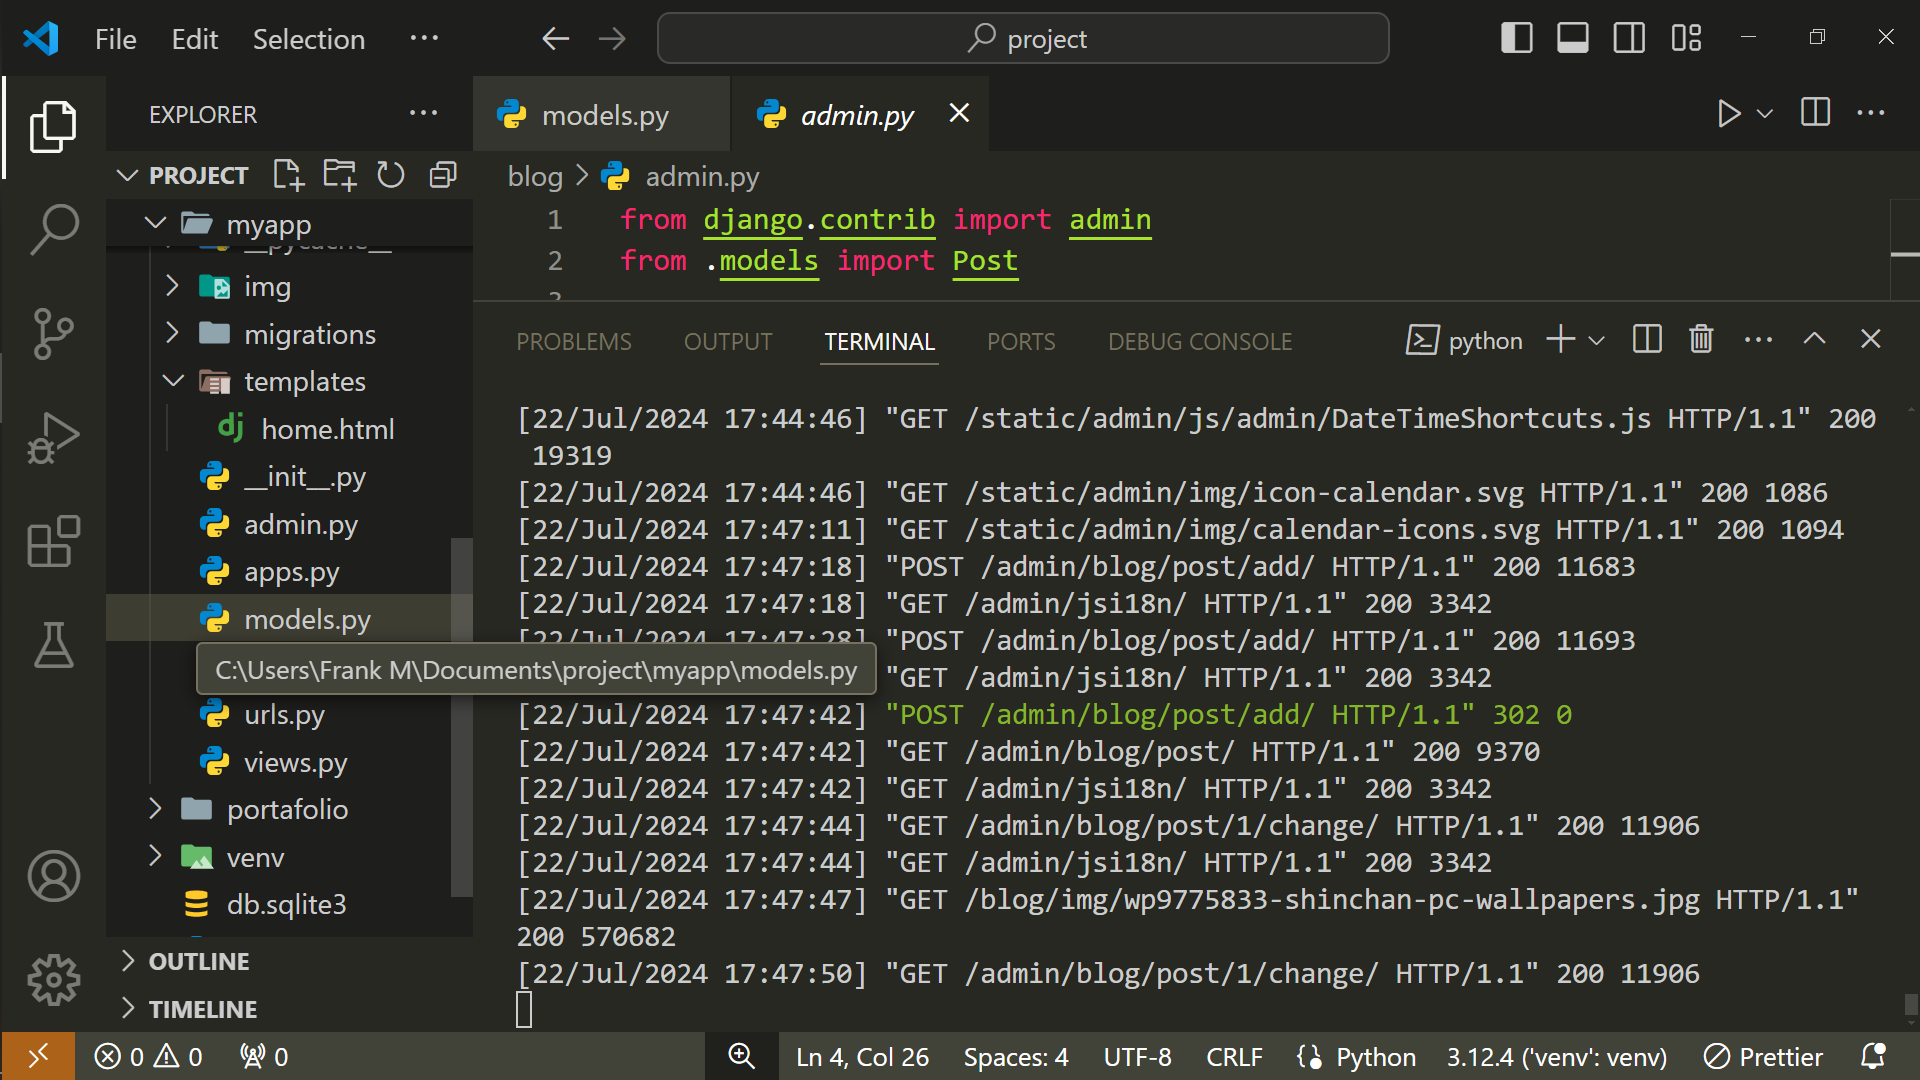 File Edit Selection ···
project
EXPLORER
models.py
admin.py
PROJECT
blog > admin.py
myapp
__pycache__
img
migrations
templates
home.html
__init__.py
admin.py
apps.py
models.py
C:\Users\Frank M\Documents\project\myapp\models.py
urls.py
views.py
portafolio
venv
db.sqlite3
OUTLINE
TIMELINE
1 from django.contrib import admin
2 from .models import Post
3
PROBLEMS OUTPUT TERMINAL PORTS DEBUG CONSOLE
python
[22/Jul/2024 17:44:46] "GET /static/admin/js/admin/DateTimeShortcuts.js HTTP/1.1" 200
19319
[22/Jul/2024 17:44:46] "GET /static/admin/img/icon-calendar.svg HTTP/1.1" 200 1086
[22/Jul/2024 17:47:11] "GET /static/admin/img/calendar-icons.svg HTTP/1.1" 200 1094
[22/Jul/2024 17:47:18] "POST /admin/blog/post/add/ HTTP/1.1" 200 11683
[22/Jul/2024 17:47:18] "GET /admin/jsi18n/ HTTP/1.1" 200 3342
[22/Jul/2024 17:47:28] "POST /admin/blog/post/add/ HTTP/1.1" 200 11693
"GET /admin/jsi18n/ HTTP/1.1" 200 3342
[22/Jul/2024 17:47:42] "POST /admin/blog/post/add/ HTTP/1.1" 302 0
[22/Jul/2024 17:47:42] "GET /admin/blog/post/ HTTP/1.1" 200 9370
[22/Jul/2024 17:47:42] "GET /admin/jsi18n/ HTTP/1.1" 200 3342
[22/Jul/2024 17:47:44] "GET /admin/blog/post/1/change/ HTTP/1.1" 200 11906
[22/Jul/2024 17:47:44] "GET /admin/jsi18n/ HTTP/1.1" 200 3342
[22/Jul/2024 17:47:47] "GET /blog/img/wp9775833-shinchan-pc-wallpapers.jpg HTTP/1.1"
200 570682
[22/Jul/2024 17:47:50] "GET /admin/blog/post/1/change/ HTTP/1.1" 200 11906
0 0 0
Ln 4, Col 26 Spaces: 4 UTF-8 CRLF Python 3.12.4 ('venv': venv) Prettier